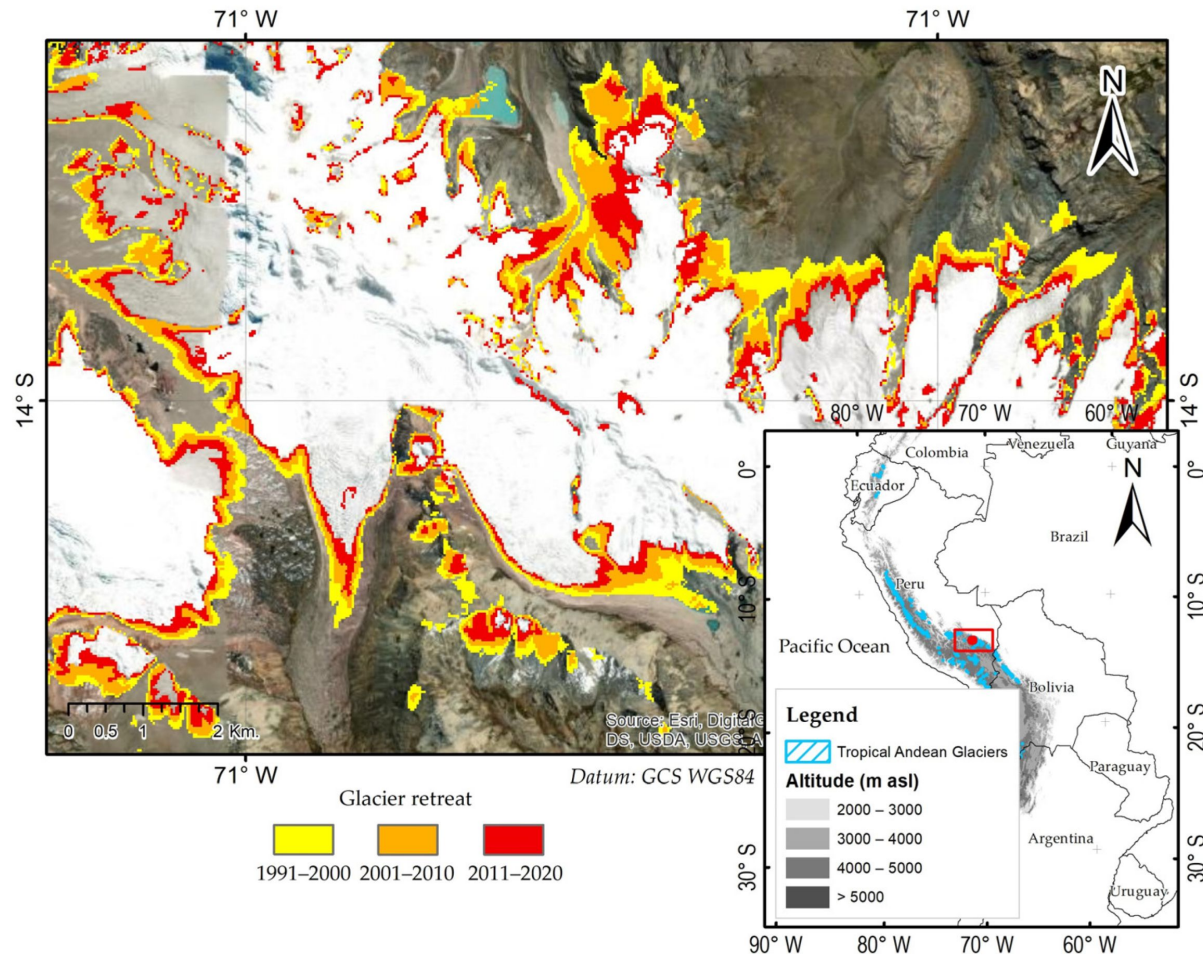 71° W
71° W
N
14° S
14° S
80° W
70° W
60° W
Colombia
Venezuela
Guyana
N
0°
0°
Ecuador
Brazil
Peru
10° S
10° S
Pacific Ocean
Bolivia
0 0.5 1 2 Km.
Source: Esri, DigitalG
DS, USDA, USGS, A
Legend
20° S
20° S
Tropical Andean Glaciers
Paraguay
71° W
Datum: GCS WGS84
Altitude (m asl)
2000 – 3000
Glacier retreat
3000 – 4000
Argentina
4000 – 5000
30° S
30° S
1991–2000
2001–2010
2011–2020
> 5000
Uruguay
90° W
80° W
70° W
60° W